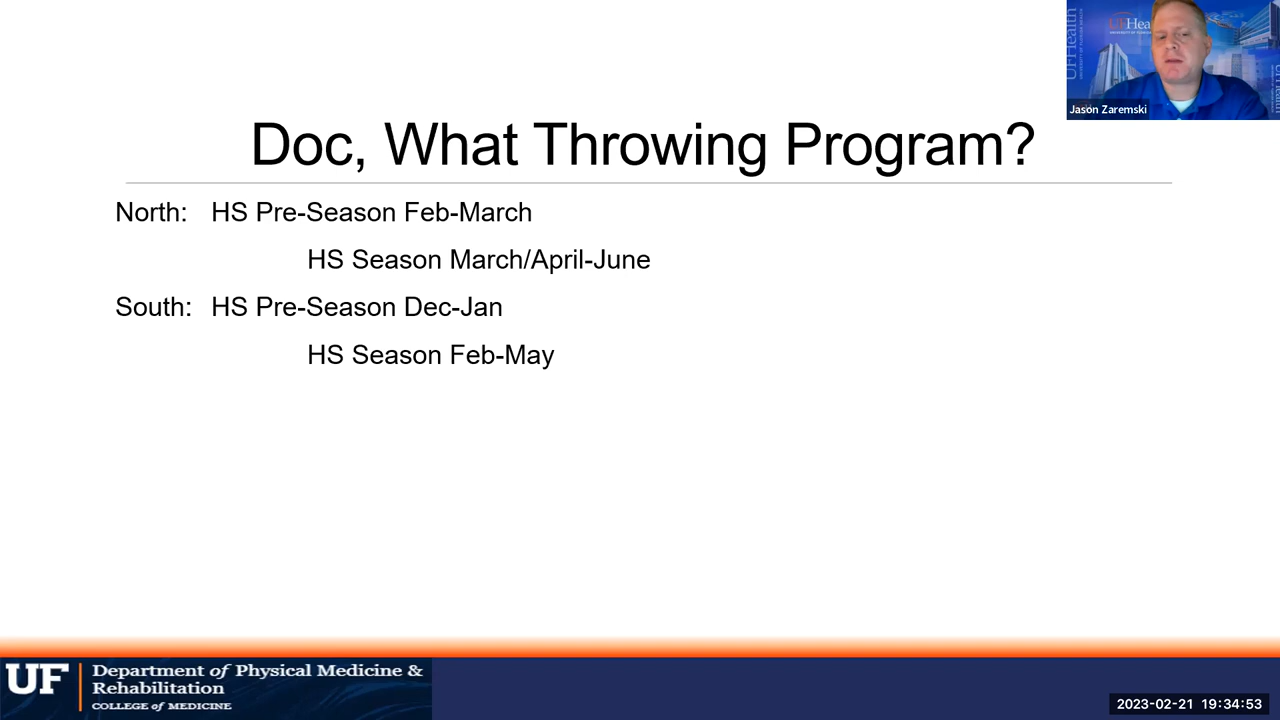 UFHealth
UFHea
Jason Zaremski
Doc, What Throwing Program?
North: HS Pre-Season Feb-March
HS Season March/April-June
South: HS Pre-Season Dec-Jan
HS Season Feb-May
UF
Department of Physical Medicine &
Rehabilitation
COLLEGE of MEDICINE
2023-02-21 19:34:53